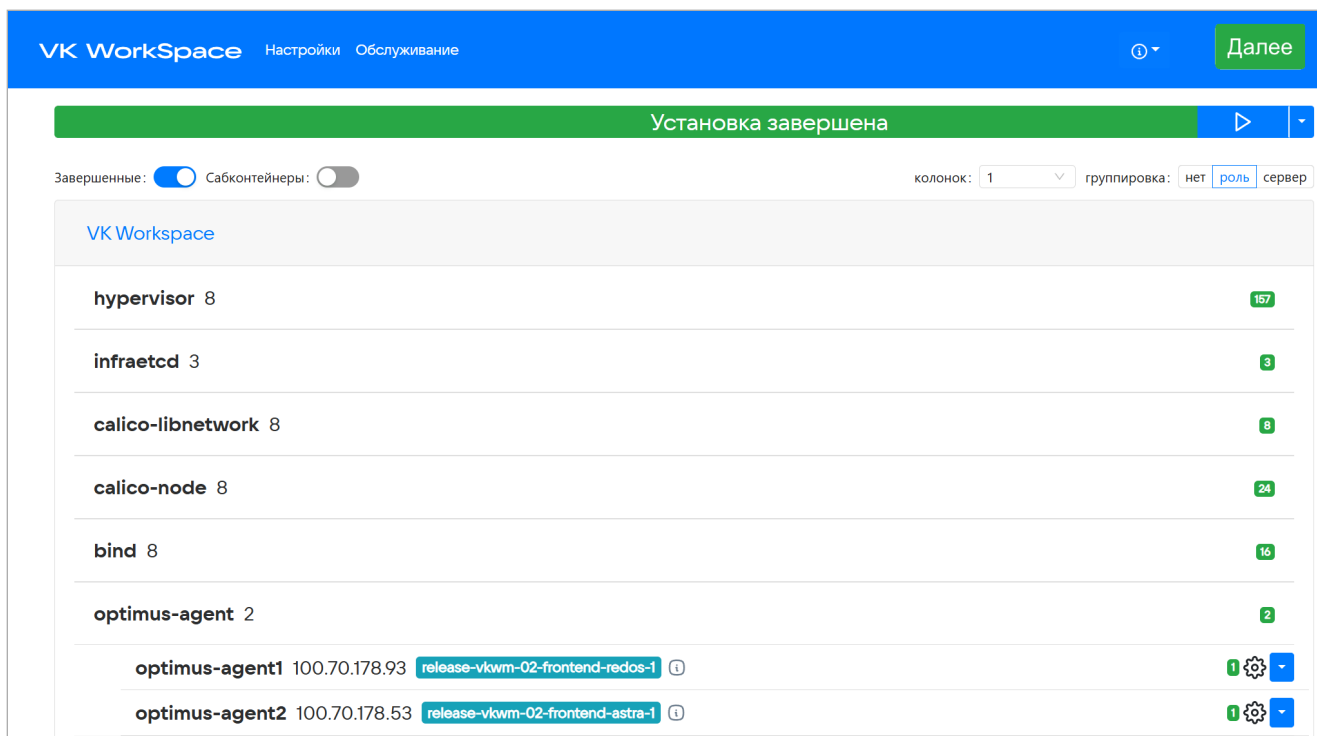 VK WorkSpace Настройки Обслуживание Далее
Установка завершена
Завершенные: Сабконтейнеры: колонок: 1 группировка: нет роль сервер
VK Workspace
hypervisor 8 157
infraetcd 3 3
calico-libnetwork 8 8
calico-node 8 24
bind 8 16
optimus-agent 2 2
optimus-agent1 100.70.178.93 release-vkwm-02-frontend-redos-1 1
optimus-agent2 100.70.178.53 release-vkwm-02-frontend-astra-1 1